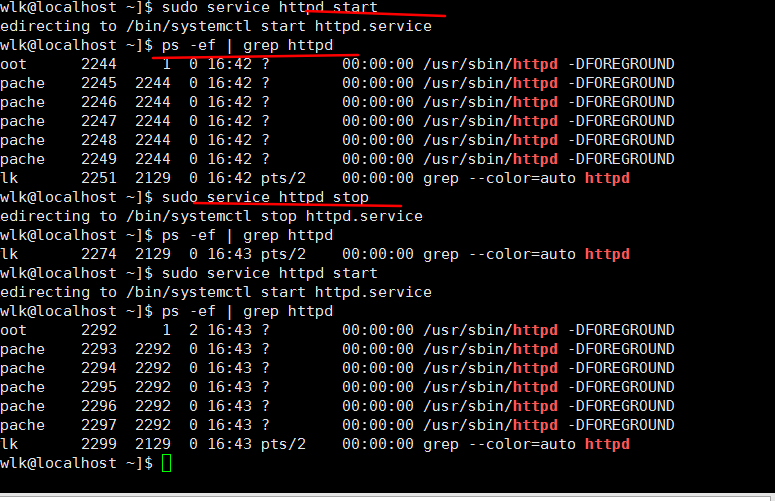 wlk@localhost ~]$ sudo service httpd start
edirecting to /bin/systemctl start httpd.service
wlk@localhost ~]$ ps -ef | grep httpd
oot 2244 1 0 16:42 ? 00:00:00 /usr/sbin/httpd -DFOREGROUND
pache 2245 2244 0 16:42 ? 00:00:00 /usr/sbin/httpd -DFOREGROUND
pache 2246 2244 0 16:42 ? 00:00:00 /usr/sbin/httpd -DFOREGROUND
pache 2247 2244 0 16:42 ? 00:00:00 /usr/sbin/httpd -DFOREGROUND
pache 2248 2244 0 16:42 ? 00:00:00 /usr/sbin/httpd -DFOREGROUND
pache 2249 2244 0 16:42 ? 00:00:00 /usr/sbin/httpd -DFOREGROUND
lk 2251 2129 0 16:42 pts/2 00:00:00 grep --color=auto httpd
wlk@localhost ~]$ sudo service httpd stop
edirecting to /bin/systemctl stop httpd.service
wlk@localhost ~]$ ps -ef | grep httpd
lk 2274 2129 0 16:43 pts/2 00:00:00 grep --color=auto httpd
wlk@localhost ~]$ sudo service httpd start
edirecting to /bin/systemctl start httpd.service
wlk@localhost ~]$ ps -ef | grep httpd
oot 2292 1 2 16:43 ? 00:00:00 /usr/sbin/httpd -DFOREGROUND
pache 2293 2292 0 16:43 ? 00:00:00 /usr/sbin/httpd -DFOREGROUND
pache 2294 2292 0 16:43 ? 00:00:00 /usr/sbin/httpd -DFOREGROUND
pache 2295 2292 0 16:43 ? 00:00:00 /usr/sbin/httpd -DFOREGROUND
pache 2296 2292 0 16:43 ? 00:00:00 /usr/sbin/httpd -DFOREGROUND
pache 2297 2292 0 16:43 ? 00:00:00 /usr/sbin/httpd -DFOREGROUND
lk 2299 2129 0 16:43 pts/2 00:00:00 grep --color=auto httpd
wlk@localhost ~]$